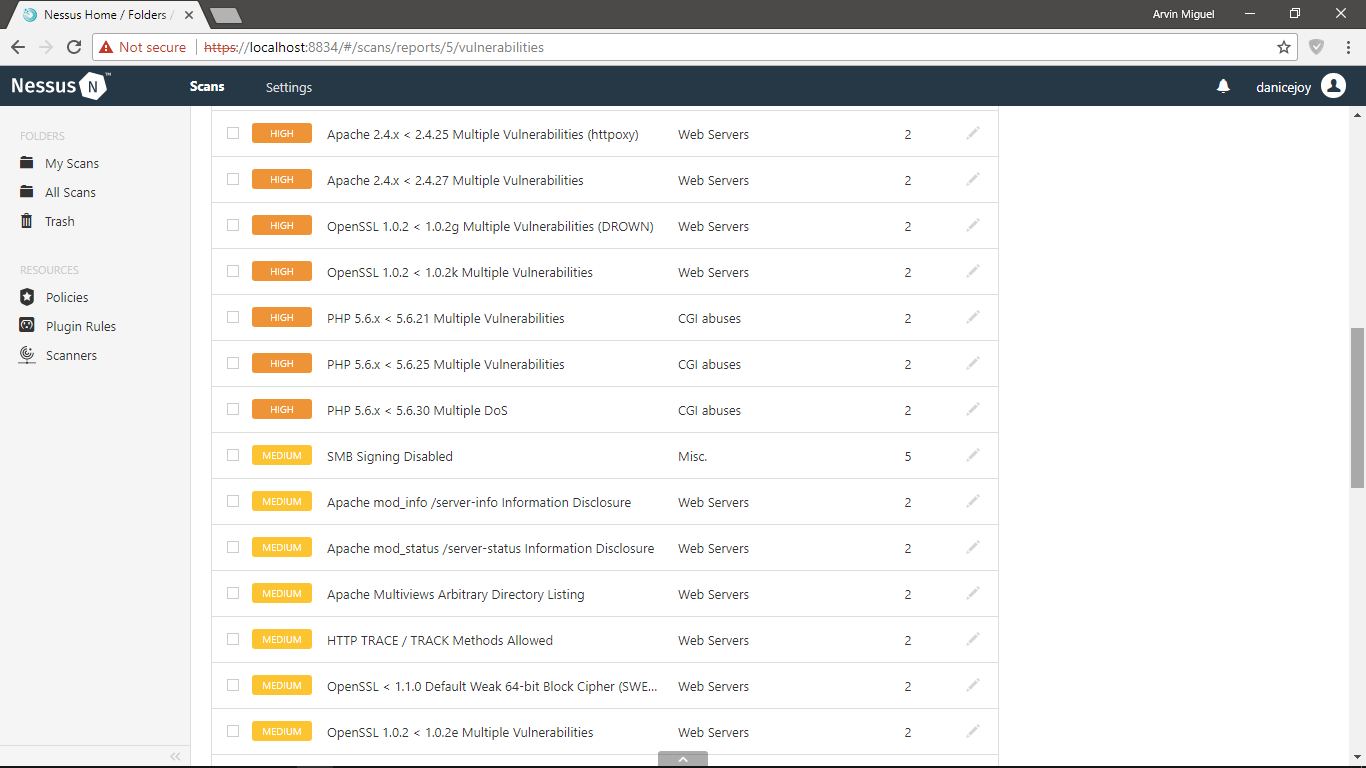 Nessus Home / Folders /
Arvin Miguel
Not secure https://localhost:8834/#/scans/reports/5/vulnerabilities
Nessus N ™ Scans Settings danicejoy
FOLDERS
My Scans
All Scans
Trash
RESOURCES
Policies
Plugin Rules
Scanners
HIGH Apache 2.4.x < 2.4.25 Multiple Vulnerabilities (httpoxy) Web Servers 2
HIGH Apache 2.4.x < 2.4.27 Multiple Vulnerabilities Web Servers 2
HIGH OpenSSL 1.0.2 < 1.0.2g Multiple Vulnerabilities (DROWN) Web Servers 2
HIGH OpenSSL 1.0.2 < 1.0.2k Multiple Vulnerabilities Web Servers 2
HIGH PHP 5.6.x < 5.6.21 Multiple Vulnerabilities CGI abuses 2
HIGH PHP 5.6.x < 5.6.25 Multiple Vulnerabilities CGI abuses 2
HIGH PHP 5.6.x < 5.6.30 Multiple DoS CGI abuses 2
MEDIUM SMB Signing Disabled Misc. 5
MEDIUM Apache mod_info /server-info Information Disclosure Web Servers 2
MEDIUM Apache mod_status /server-status Information Disclosure Web Servers 2
MEDIUM Apache Multiviews Arbitrary Directory Listing Web Servers 2
MEDIUM HTTP TRACE / TRACK Methods Allowed Web Servers 2
MEDIUM OpenSSL < 1.1.0 Default Weak 64-bit Block Cipher (SWE... Web Servers 2
MEDIUM OpenSSL 1.0.2 < 1.0.2e Multiple Vulnerabilities Web Servers 2